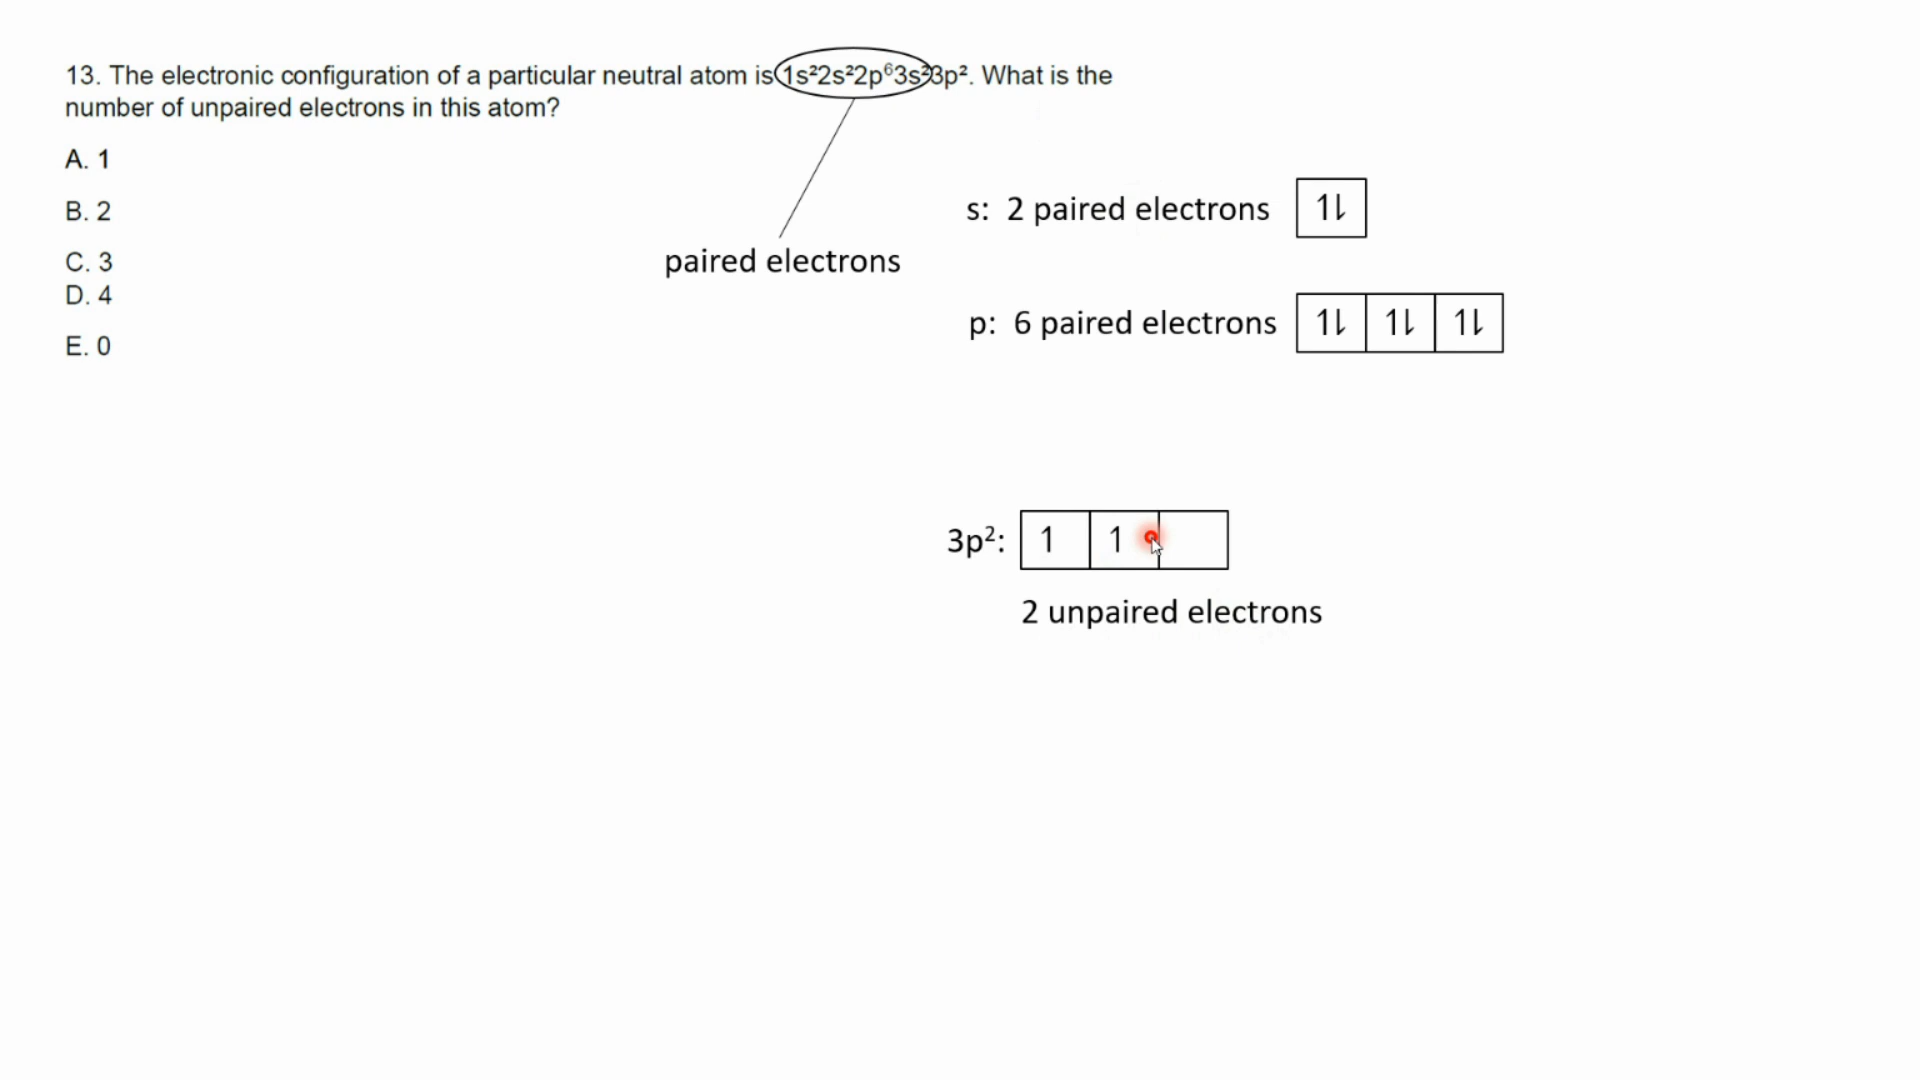 13. The electronic configuration of a particular neutral atom is 1s²2s²2p⁶3s²3p². What is the
number of unpaired electrons in this atom?
A. 1
B. 2
C. 3
D. 4
E. 0
paired electrons
s: 2 paired electrons 1⇂
p: 6 paired electrons 1⇂ 1⇂ 1⇂
3p²: 1 1
2 unpaired electrons